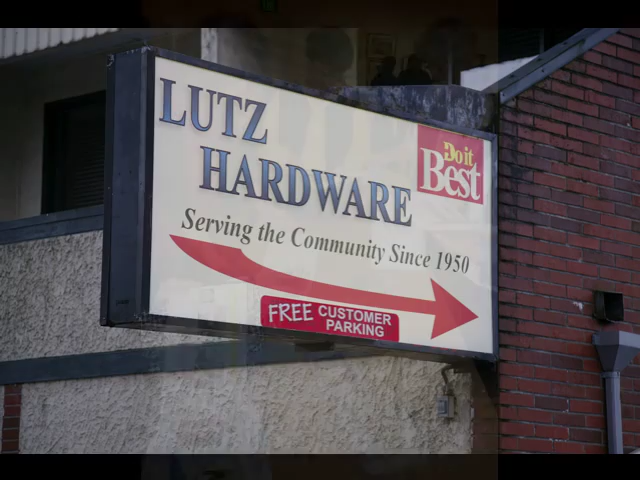 LUTZ
HARDWARE
Do it
Best
Serving the Community Since 1950
FREE CUSTOMER
PARKING